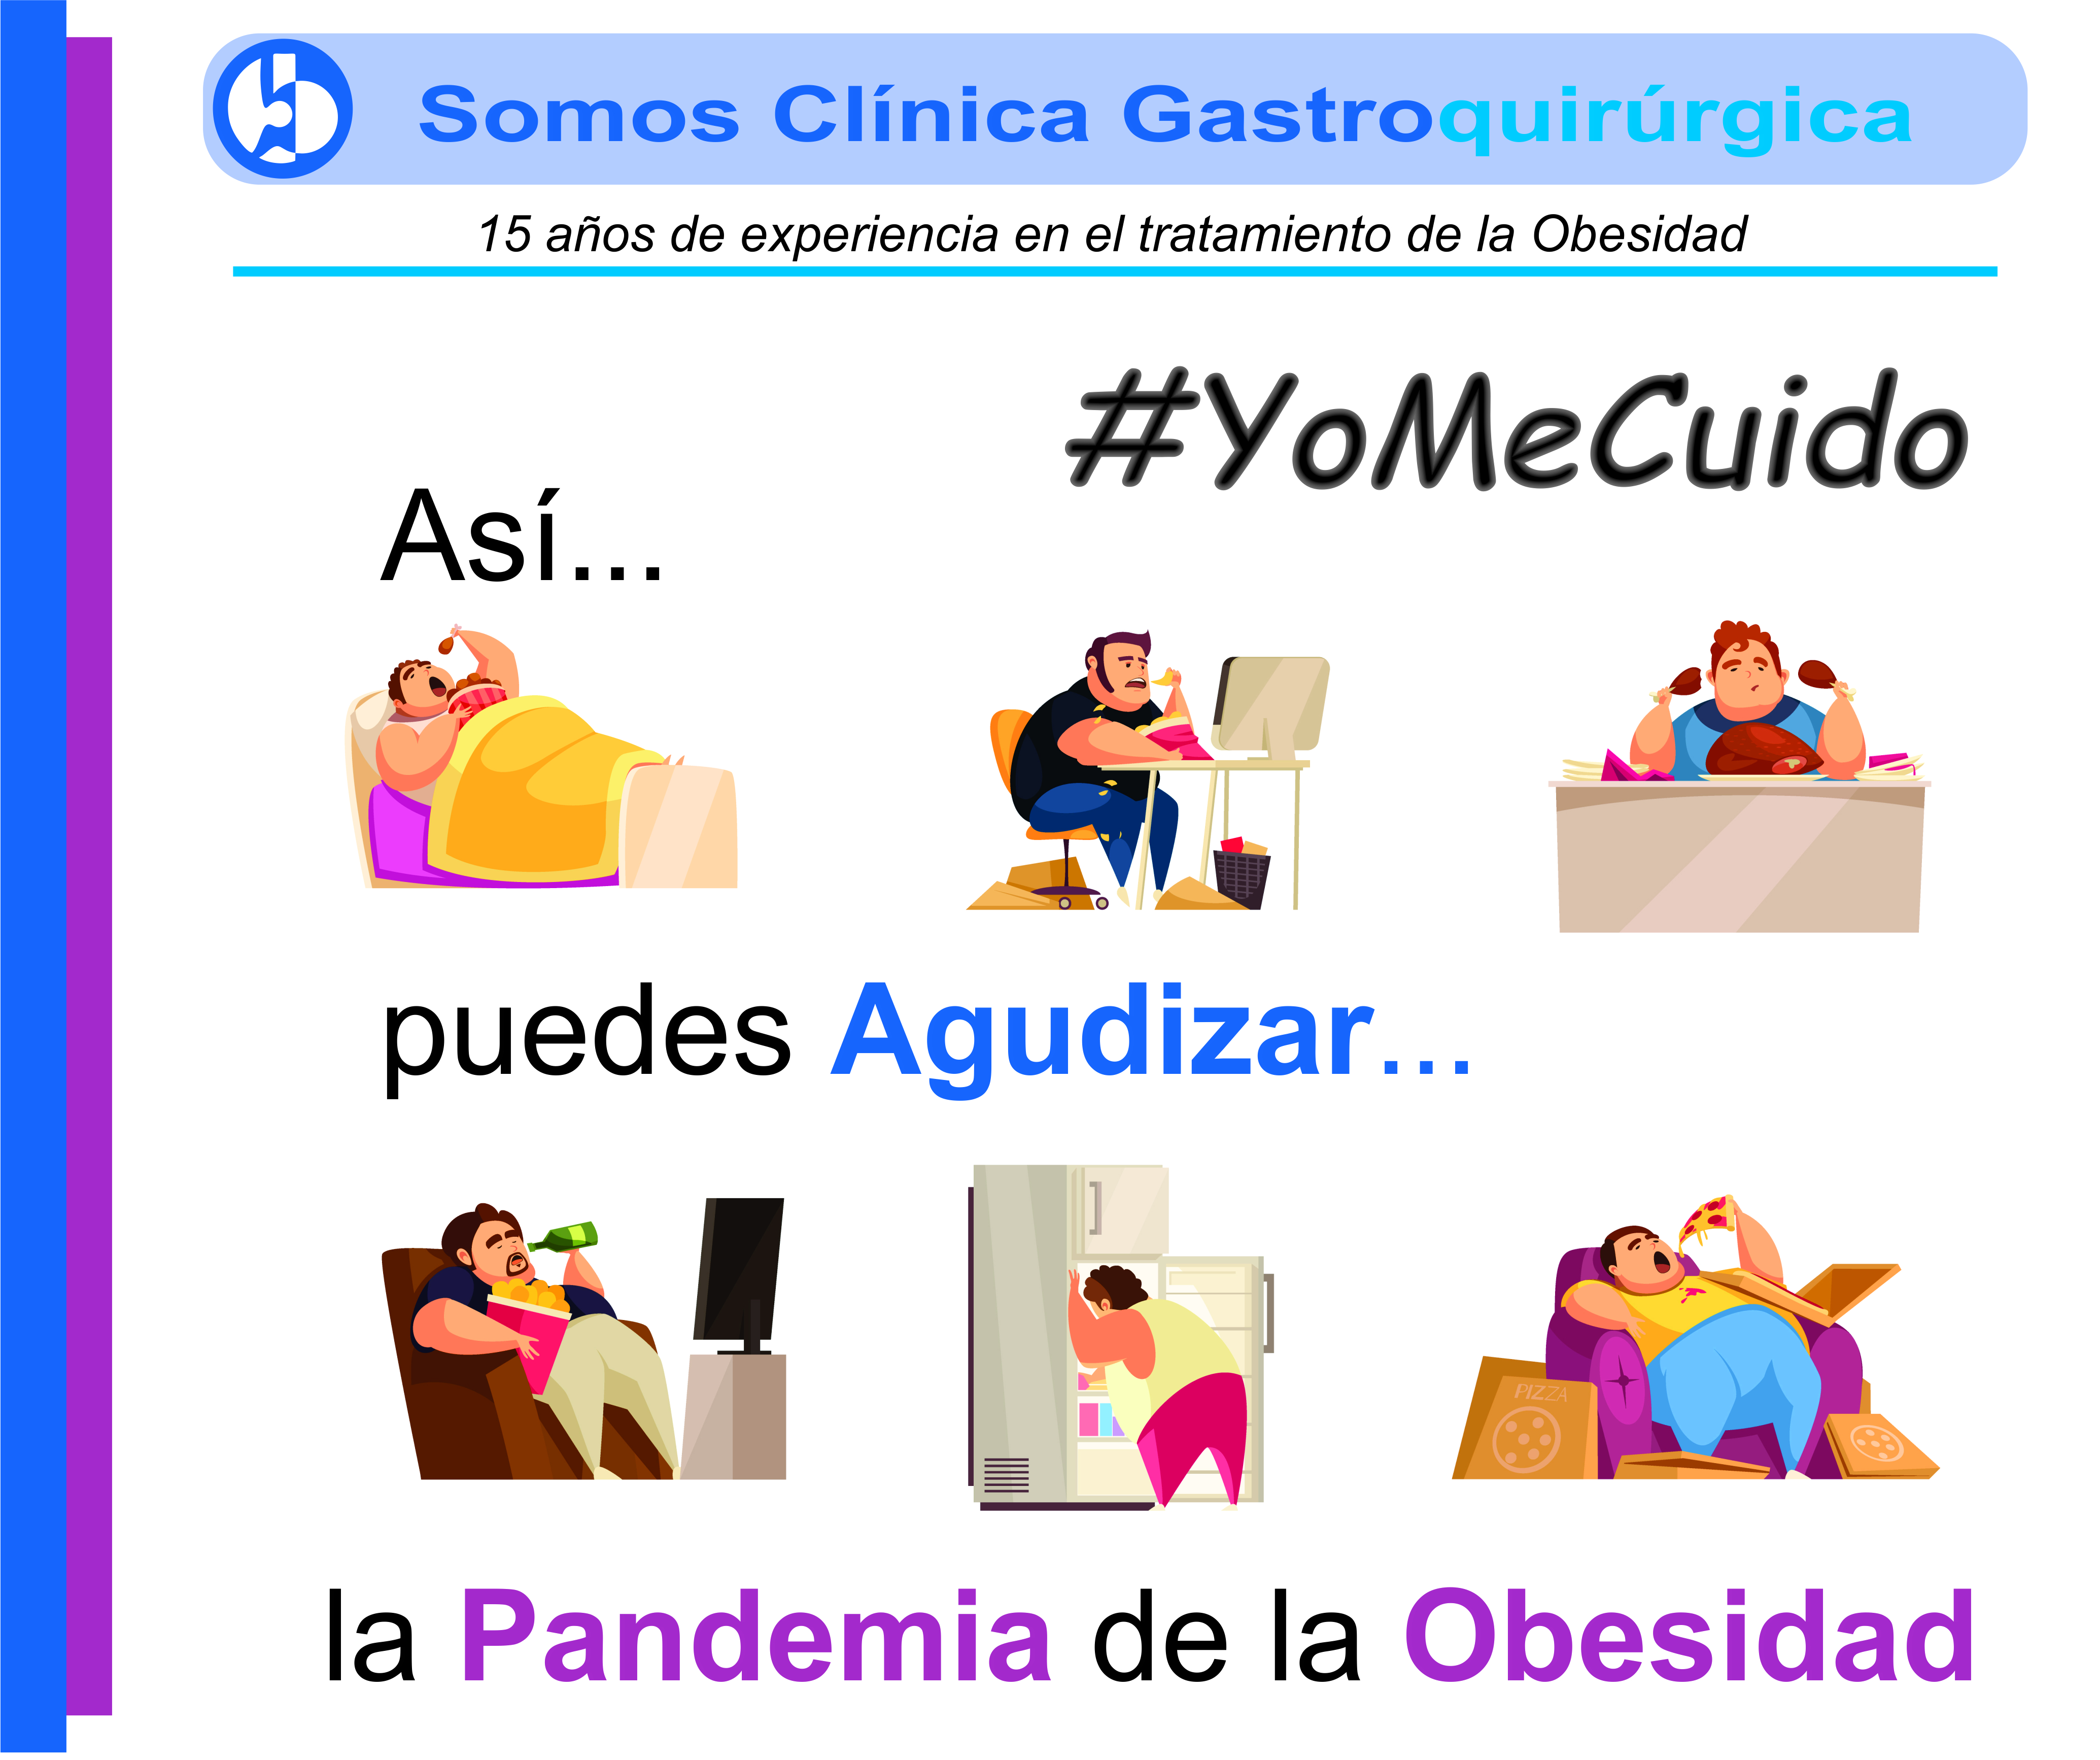 Somos Clínica Gastroquirúrgica
15 años de experiencia en el tratamiento de la Obesidad
#YoMeCuido
Así...
puedes Agudizar...
PIZZA
la Pandemia de la Obesidad